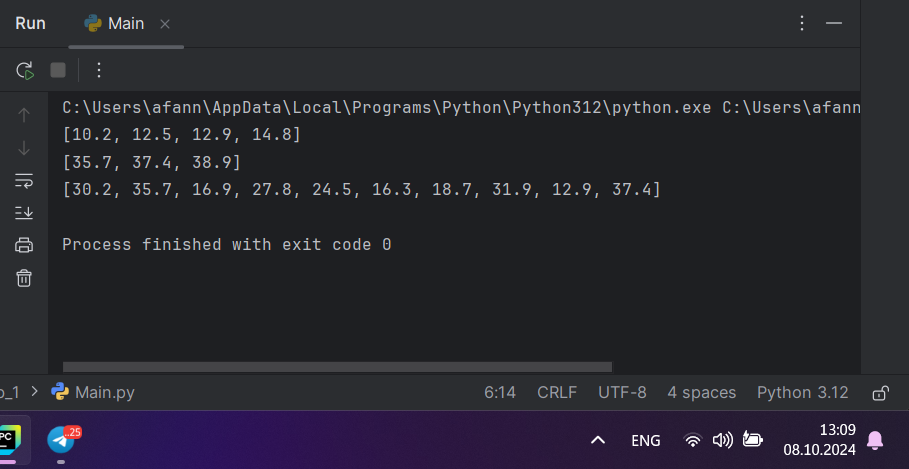 Run
Main
C:\Users\afann\AppData\Local\Programs\Python\Python312\python.exe C:\Users\afann
[10.2, 12.5, 12.9, 14.8]
[35.7, 37.4, 38.9]
[30.2, 35.7, 16.9, 27.8, 24.5, 16.3, 18.7, 31.9, 12.9, 37.4]
Process finished with exit code 0
_1 > Main.py 6:14 CRLF UTF-8 4 spaces Python 3.12
PC
..25
ENG
13:09
08.10.2024